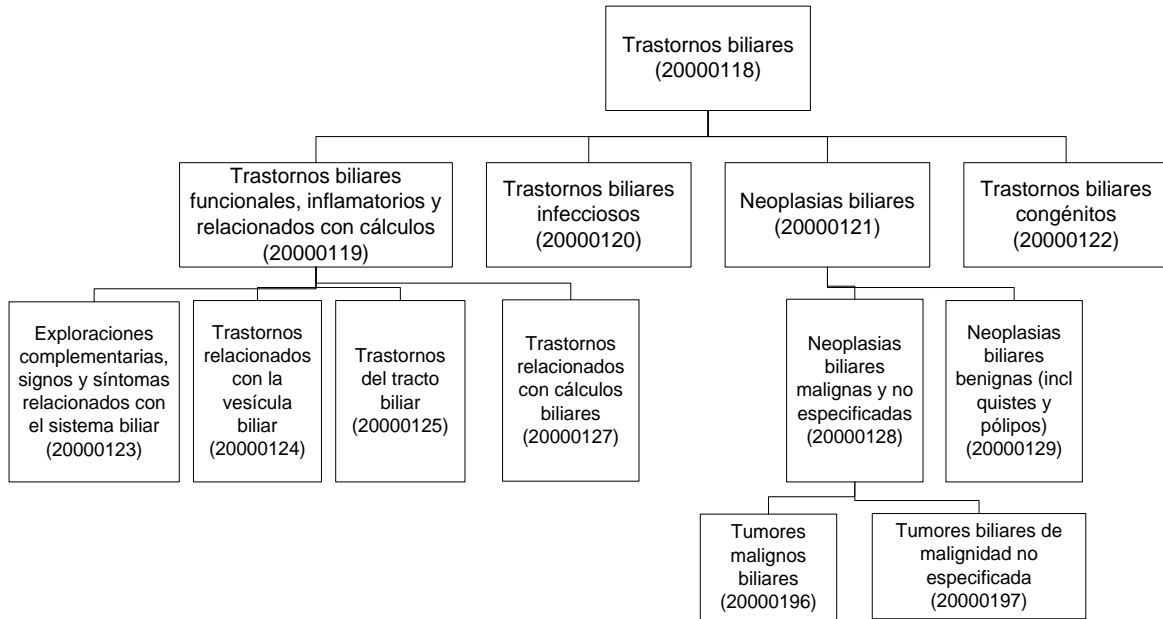 Trastornos biliares
(20000118)
Trastornos biliares
funcionales, inflamatorios y
relacionados con cálculos
(20000119)
Trastornos biliares
infecciosos
(20000120)
Neoplasias biliares
(20000121)
Trastornos biliares
congénitos
(20000122)
Exploraciones
complementarias,
signos y síntomas
relacionados con
el sistema biliar
(20000123)
Trastornos
relacionados
con la
vesícula
biliar
(20000124)
Trastornos
del tracto
biliar
(20000125)
Trastornos
relacionados
con cálculos
biliares
(20000127)
Neoplasias
biliares
malignas y no
especificadas
(20000128)
Neoplasias
biliares
benignas (incl
quistes y
pólipos)
(20000129)
Tumores
malignos
biliares
(20000196)
Tumores biliares de
malignidad no
especificada
(20000197)